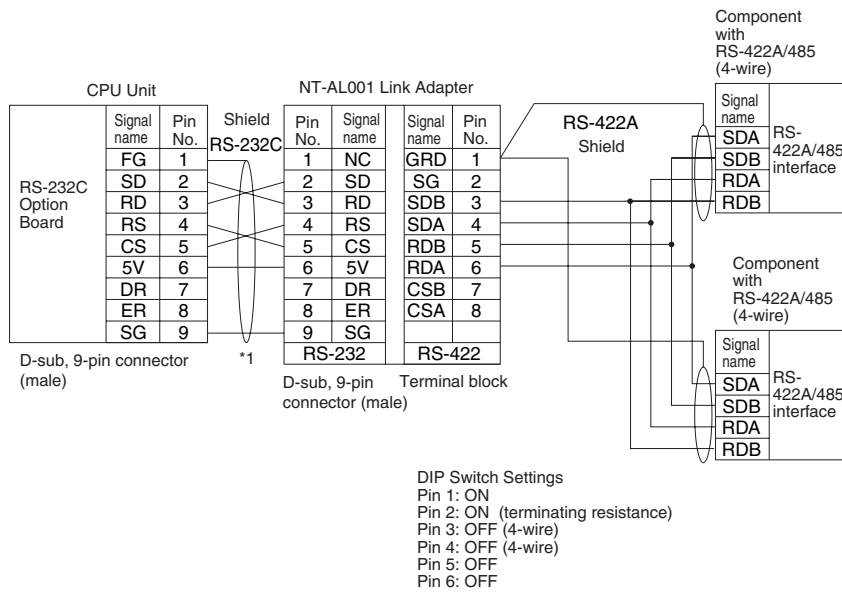 Component
with
RS-422A/485
(4-wire)
CPU Unit
NT-AL001 Link Adapter
RS-232C
Option
Board
Signal name Pin No.
FG 1
SD 2
RD 3
RS 4
CS 5
5V 6
DR 7
ER 8
SG 9
D-sub, 9-pin connector
(male)
Shield
RS-232C
*1
Pin No. Signal name
1 NC
2 SD
3 RD
4 RS
5 CS
6 5V
7 DR
8 ER
9 SG
RS-232
D-sub, 9-pin
connector (male)
Signal name Pin No.
GRD 1
SG 2
SDB 3
SDA 4
RDB 5
RDA 6
CSB 7
CSA 8
RS-422
Terminal block
RS-422A
Shield
Signal
name
SDA
SDB
RDA
RDB
RS-
422A/485
interface
Component
with
RS-422A/485
(4-wire)
Signal
name
SDA
SDB
RDA
RDB
RS-
422A/485
interface
DIP Switch Settings
Pin 1: ON
Pin 2: ON (terminating resistance)
Pin 3: OFF (4-wire)
Pin 4: OFF (4-wire)
Pin 5: OFF
Pin 6: OFF